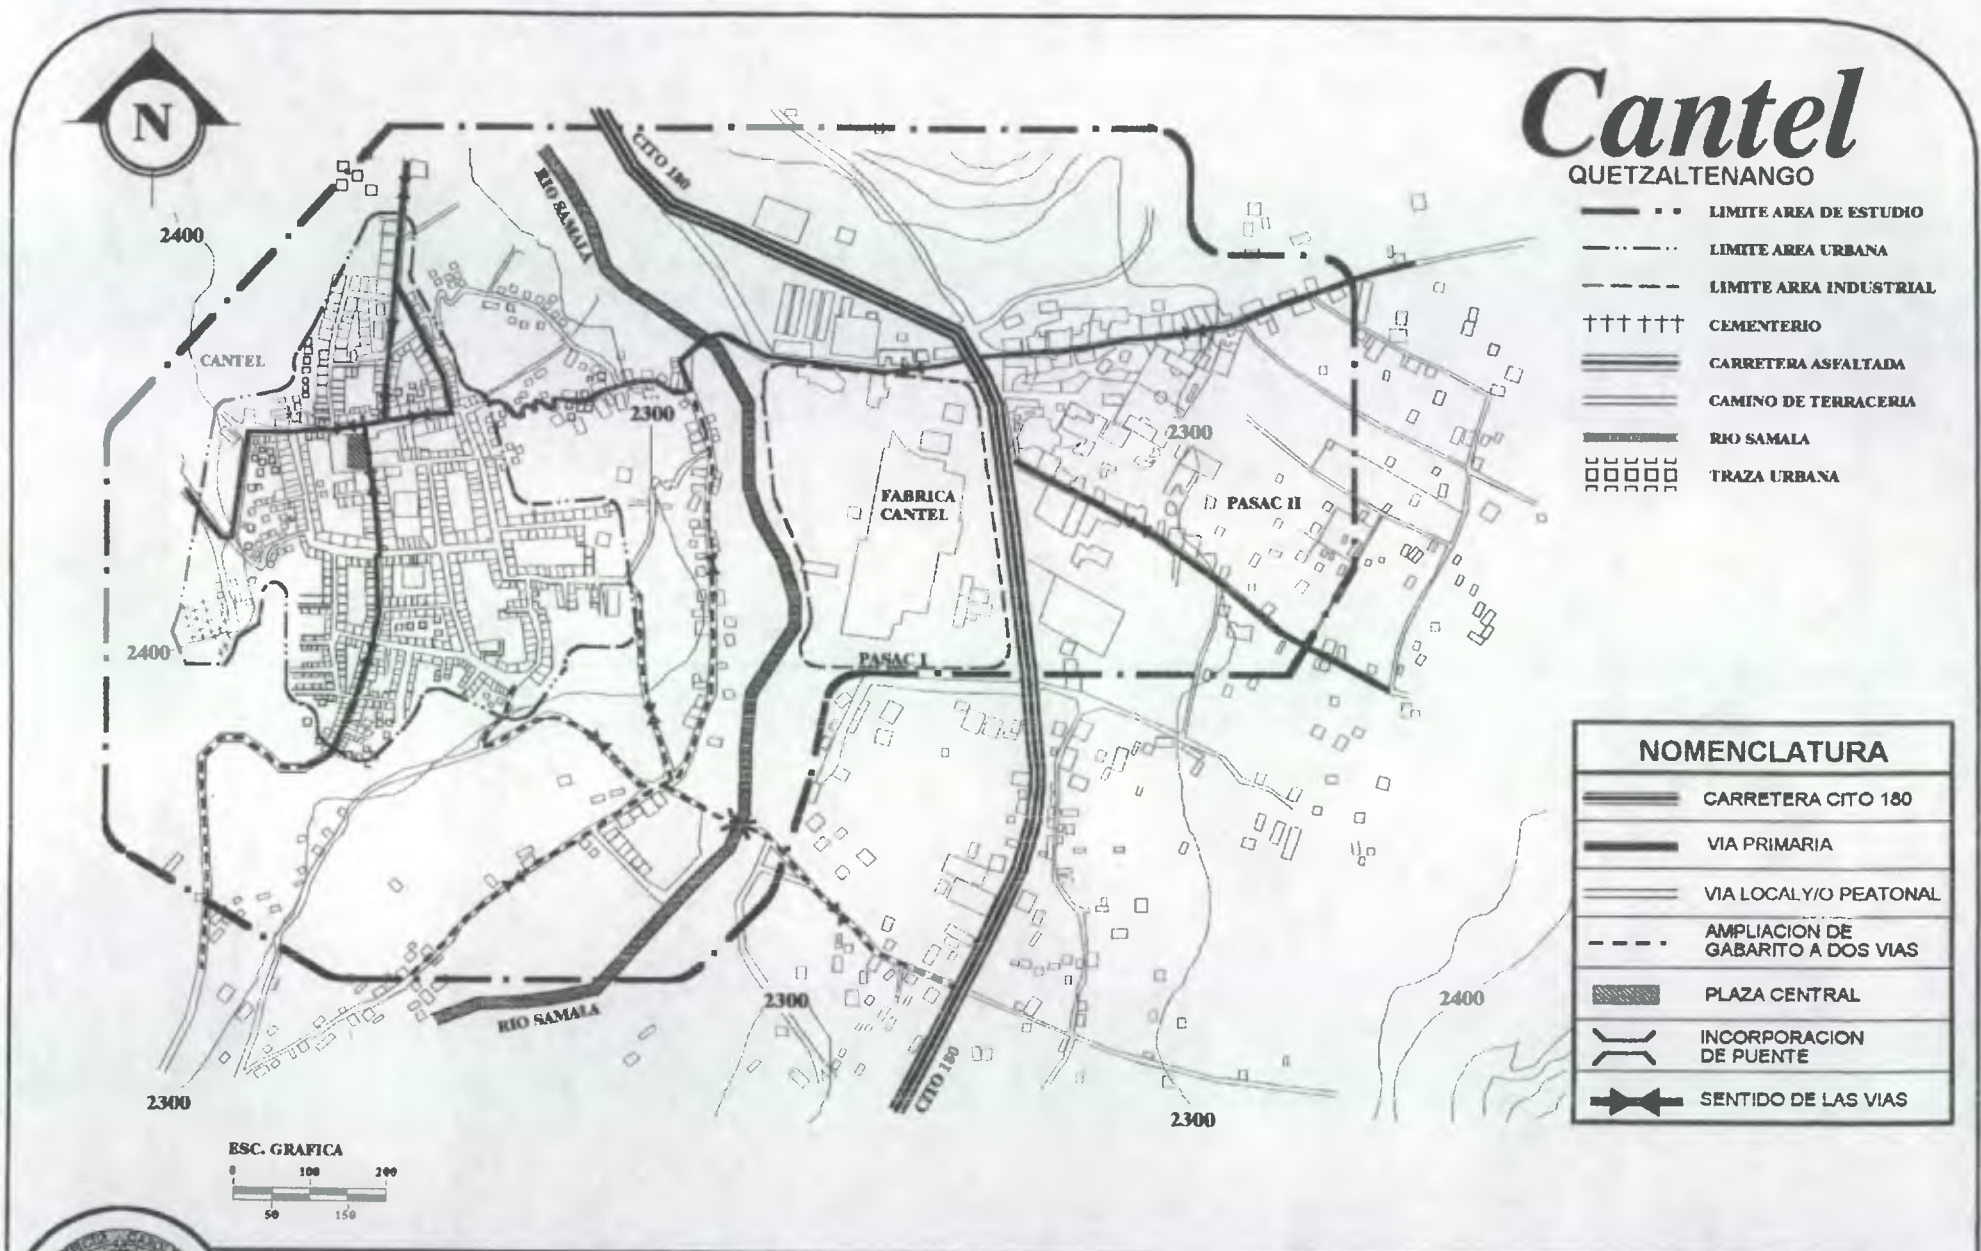 Cantel
QUETZALTENANGO
LIMITE AREA DE ESTUDIO
LIMITE AREA URBANA
LIMITE AREA INDUSTRIAL
CEMENTERIO
CARRETERA ASFALTADA
CAMINO DE TERRACERIA
RIO SAMALA
TRAZA URBANA
N
CITO 180
RIO SAMALA
2400
CANTEL
2300
2300
FABRICA
CANTEL
PASAC II
2400
PASAC I
NOMENCLATURA
CARRETERA CITO 180
VIA PRIMARIA
VIA LOCAL Y/O PEATONAL
AMPLIACION DE
GABARITO A DOS VIAS
PLAZA CENTRAL
INCORPORACION
DE PUENTE
SENTIDO DE LAS VIAS
2300
RIO SAMALA
2400
CITO 180
2300
2300
ESC. GRAFICA
0 100 200
50 150